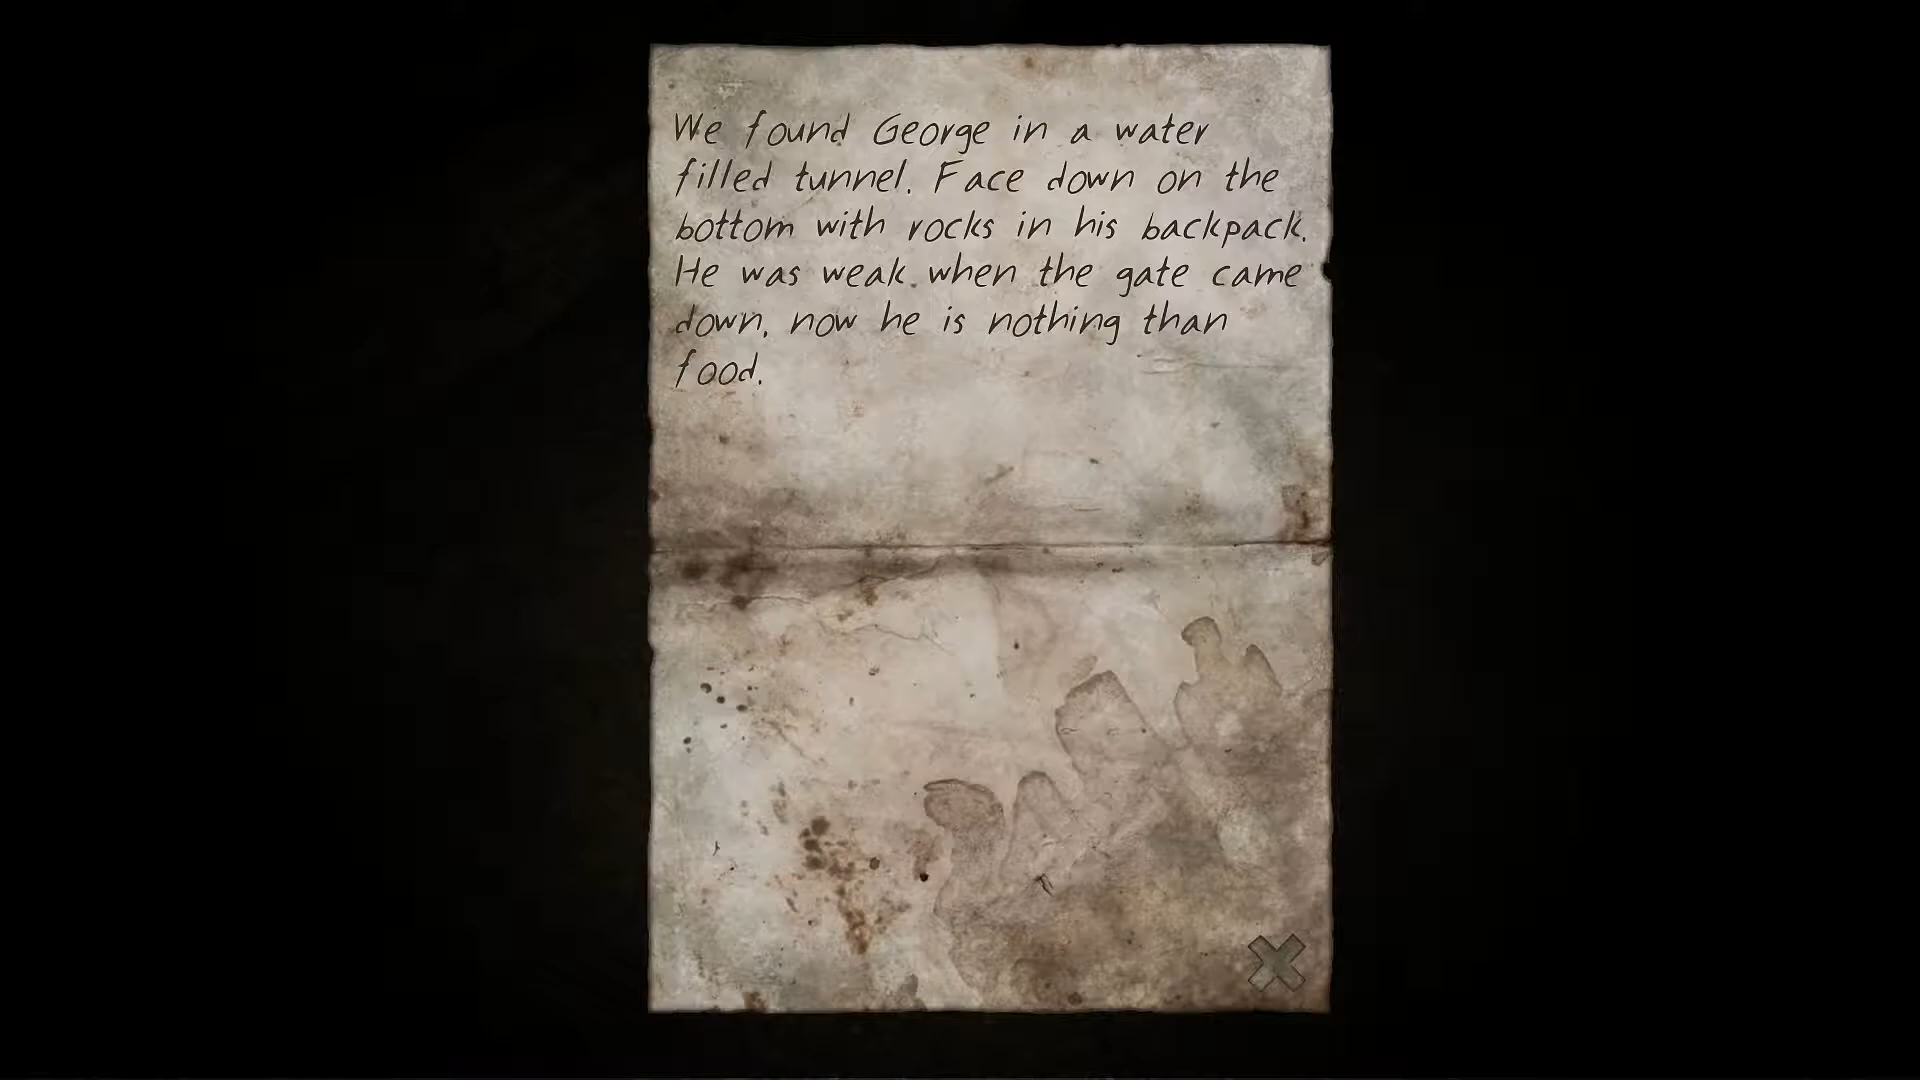 We found George in a water
filled tunnel. Face down on the
bottom with rocks in his backpack.
He was weak when the gate came
down, now he is nothing than
food.